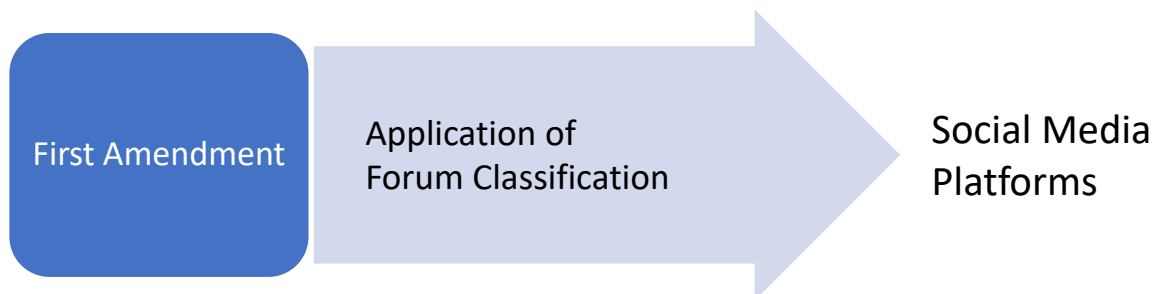 First Amendment
Application of
Forum Classification
Social Media
Platforms